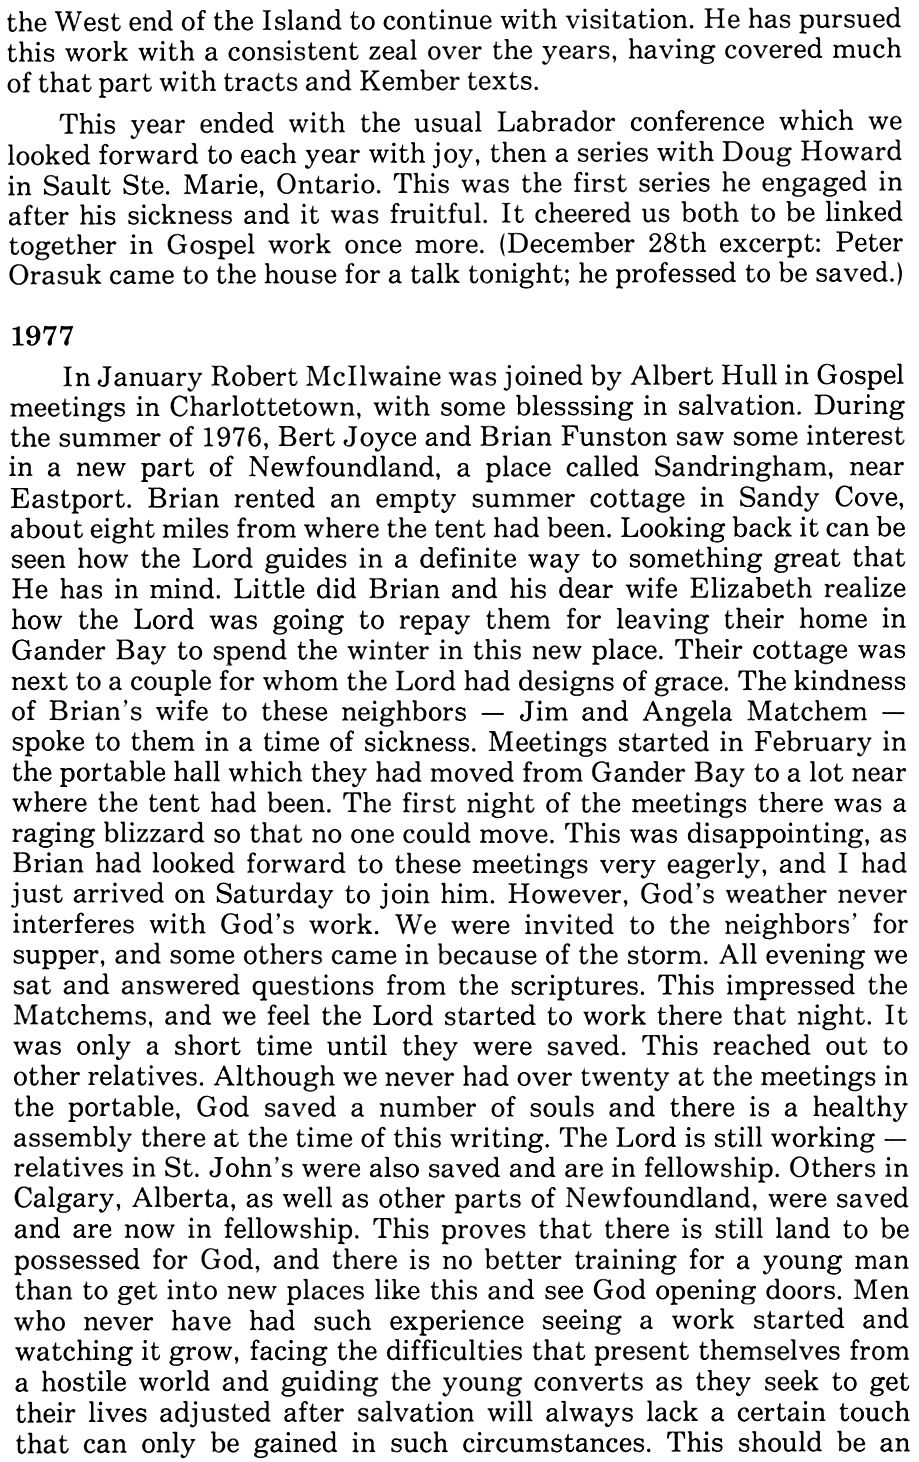 the West end of the Island to continue with visitation. He has pursued
this work with a consistent zeal over the years, having covered much
of that part with tracts and Kember texts.
This year ended with the usual Labrador conference which we
looked forward to each year with joy, then a series with Doug Howard
in Sault Ste. Marie, Ontario. This was the first series he engaged in
after his sickness and it was fruitful. It cheered us both to be linked
together in Gospel work once more. (December 28th excerpt: Peter
Orasuk came to the house for a talk tonight; he professed to be saved.)
1977
In January Robert McIlwaine was joined by Albert Hull in Gospel
meetings in Charlottetown, with some blesssing in salvation. During
the summer of 1976, Bert Joyce and Brian Funston saw some interest
in a new part of Newfoundland, a place called Sandringham, near
Eastport. Brian rented an empty summer cottage in Sandy Cove,
about eight miles from where the tent had been. Looking back it can be
seen how the Lord guides in a definite way to something great that
He has in mind. Little did Brian and his dear wife Elizabeth realize
how the Lord was going to repay them for leaving their home in
Gander Bay to spend the winter in this new place. Their cottage was
next to a couple for whom the Lord had designs of grace. The kindness
of Brian's wife to these neighbors — Jim and Angela Matchem —
spoke to them in a time of sickness. Meetings started in February in
the portable hall which they had moved from Gander Bay to a lot near
where the tent had been. The first night of the meetings there was a
raging blizzard so that no one could move. This was disappointing, as
Brian had looked forward to these meetings very eagerly, and I had
just arrived on Saturday to join him. However, God's weather never
interferes with God's work. We were invited to the neighbors' for
supper, and some others came in because of the storm. All evening we
sat and answered questions from the scriptures. This impressed the
Matchems, and we feel the Lord started to work there that night. It
was only a short time until they were saved. This reached out to
other relatives. Although we never had over twenty at the meetings in
the portable, God saved a number of souls and there is a healthy
assembly there at the time of this writing. The Lord is still working —
relatives in St. John's were also saved and are in fellowship. Others in
Calgary, Alberta, as well as other parts of Newfoundland, were saved
and are now in fellowship. This proves that there is still land to be
possessed for God, and there is no better training for a young man
than to get into new places like this and see God opening doors. Men
who never have had such experience seeing a work started and
watching it grow, facing the difficulties that present themselves from
a hostile world and guiding the young converts as they seek to get
their lives adjusted after salvation will always lack a certain touch
that can only be gained in such circumstances. This should be an